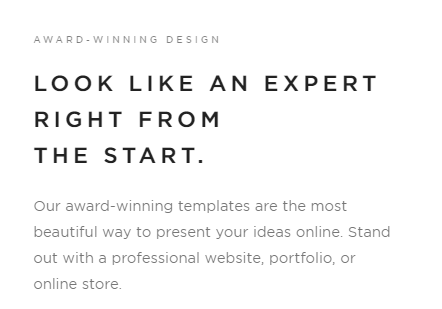 AWARD-WINNING DESIGN
LOOK LIKE AN EXPERT
RIGHT FROM
THE START.
Our award-winning templates are the most
beautiful way to present your ideas online. Stand
out with a professional website, portfolio, or
online store.